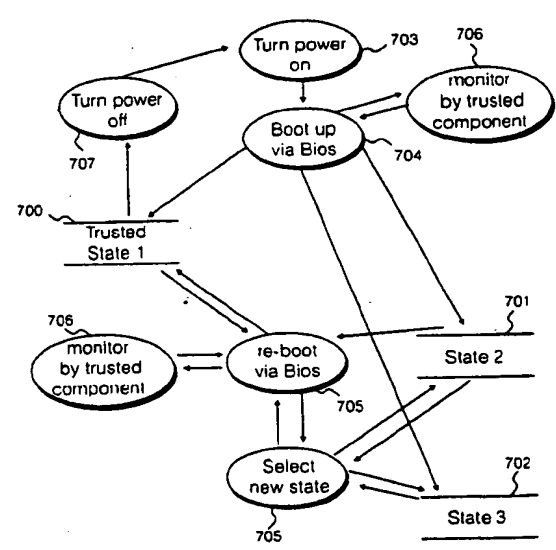 Turn power
on
703
706
monitor
by trusted
component
Turn power
off
707
Boot up
via Bios
704
700
Trusted
State 1
706
monitor
by trusted
component
re-boot
via Bios
705
701
State 2
Select
new state
705
702
State 3